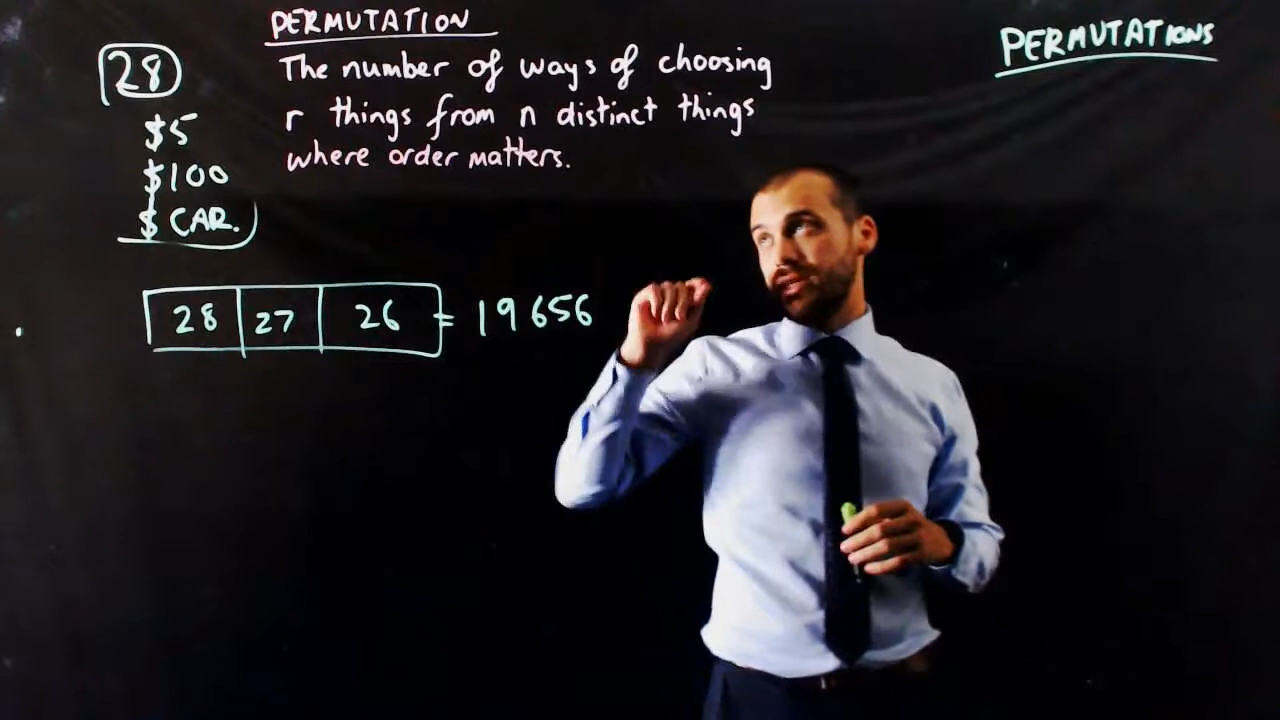 PERMUTATIONS
PERMUTATION
The number of ways of choosing
r things from n distinct things
where order matters.
28
$5
$100
$ CAR.
28 27 26 = 19656